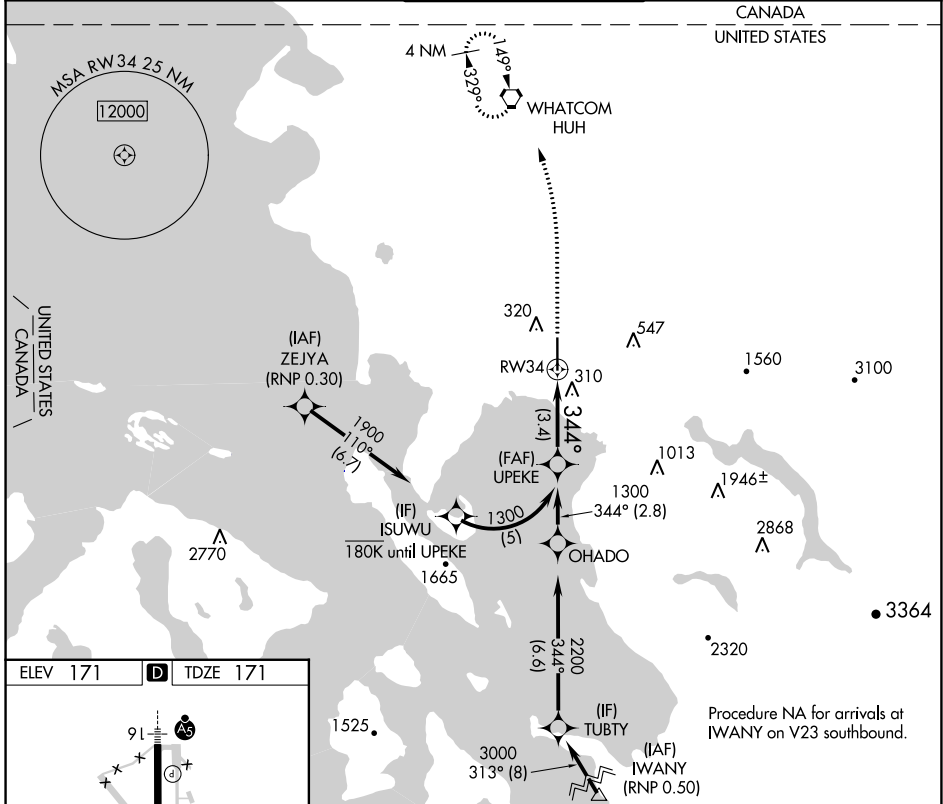 CANADA
UNITED STATES
MSA RW34 25 NM
12000
4 NM
149°
329°
WHATCOM
HUH
UNITED STATES
CANADA
320
547
1560
3100
RW34
310
(IAF)
ZEJYA
(RNP 0.30)
1900
110°
(6.7)
344°
(3.4)
(FAF)
UPEKE
1013
1946±
(IF)
ISUWU
180K until UPEKE
1300
(5)
1300
344° (2.8)
OHADO
2770
1665
2868
3364
2320
2200
344°
(6.6)
ELEV 171
D
TDZE 171
16
A5
P
1525
(IF)
TUBTY
3000
313° (8)
(IAF)
IWANY
(RNP 0.50)
Procedure NA for arrivals at
IWANY on V23 southbound.